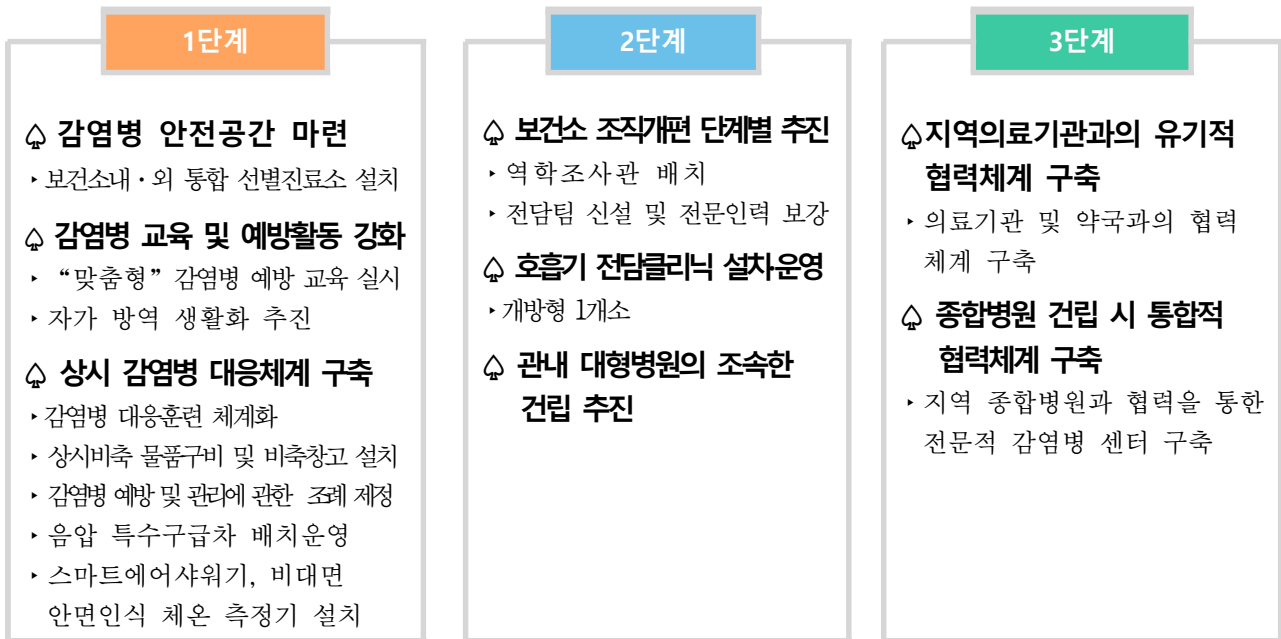 1단계
♤ 감염병 안전공간 마련
‣보건소내·외 통합 선별진료소 설치
♤ 감염병 교육 및 예방활동 강화
‣ “맞춤형” 감염병 예방 교육 실시
‣자가 방역 생활화 추진
♤ 상시 감염병 대응체계 구축
‣감염병 대응훈련 체계화
‣상시비축 물품구비 및 비축창고 설치
‣감염병 예방 및 관리에 관한 조례 제정
‣음압 특수구급차 배치운영
‣스마트에어샤워기, 비대면
안면인식 체온 측정기 설치
2단계
♤ 보건소 조직개편 단계별 추진
‣역학조사관 배치
‣전담팀 신설 및 전문인력 보강
♤ 호흡기 전담클리닉 설치·운영
‣개방형 1개소
♤ 관내 대형병원의 조속한
건립 추진
3단계
♤지역의료기관과의 유기적
협력체계 구축
‣의료기관 및 약국과의 협력
체계 구축
♤ 종합병원 건립 시 통합적
협력체계 구축
‣지역 종합병원과 협력을 통한
전문적 감염병 센터 구축